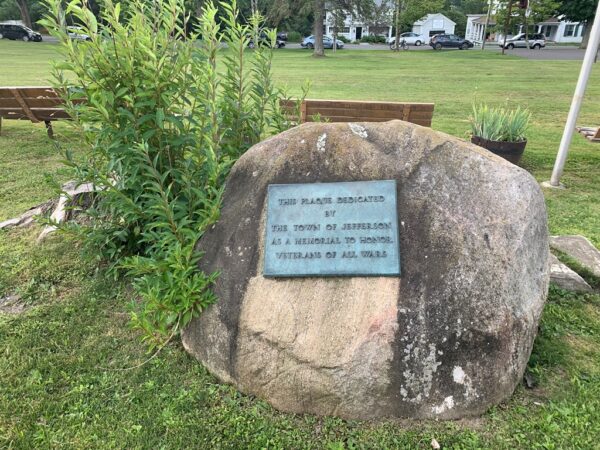 THIS PLAQUE DEDICATED
BY
THE TOWN OF JEFFERSON
AS A MEMORIAL TO HONOR
VETERANS OF ALL WARS